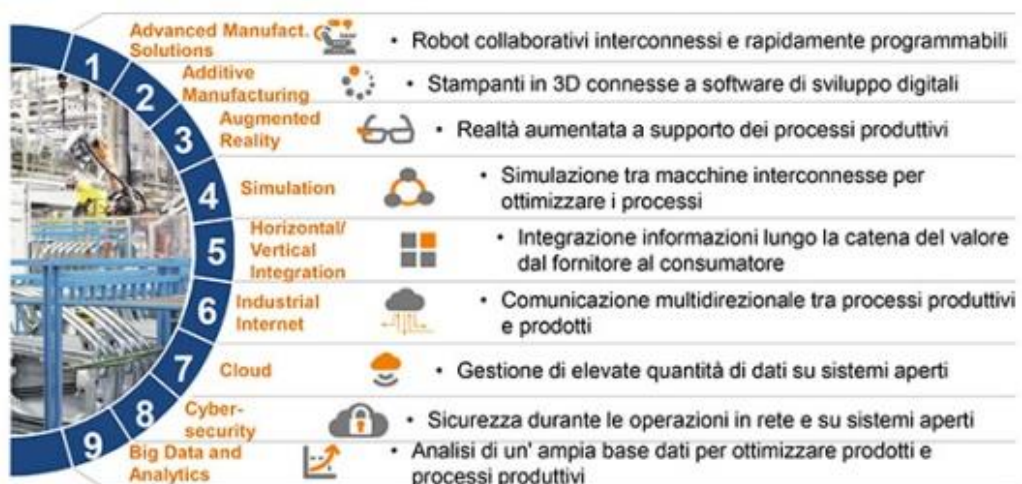 1
Advanced Manufact.
Solutions
• Robot collaborativi interconnessi e rapidamente programmabili
2
Additive
Manufacturing
• Stampanti in 3D connesse a software di sviluppo digitali
3
Augmented
Reality
• Realtà aumentata a supporto dei processi produttivi
4
Simulation
• Simulazione tra macchine interconnesse per
ottimizzare i processi
5
Horizontal/
Vertical
Integration
• Integrazione informazioni lungo la catena del valore
dal fornitore al consumatore
6
Industrial
Internet
• Comunicazione multidirezionale tra processi produttivi
e prodotti
7
Cloud
• Gestione di elevate quantità di dati su sistemi aperti
8
Cyber-
security
• Sicurezza durante le operazioni in rete e su sistemi aperti
9
Big Data and
Analytics
• Analisi di un' ampia base dati per ottimizzare prodotti e
processi produttivi